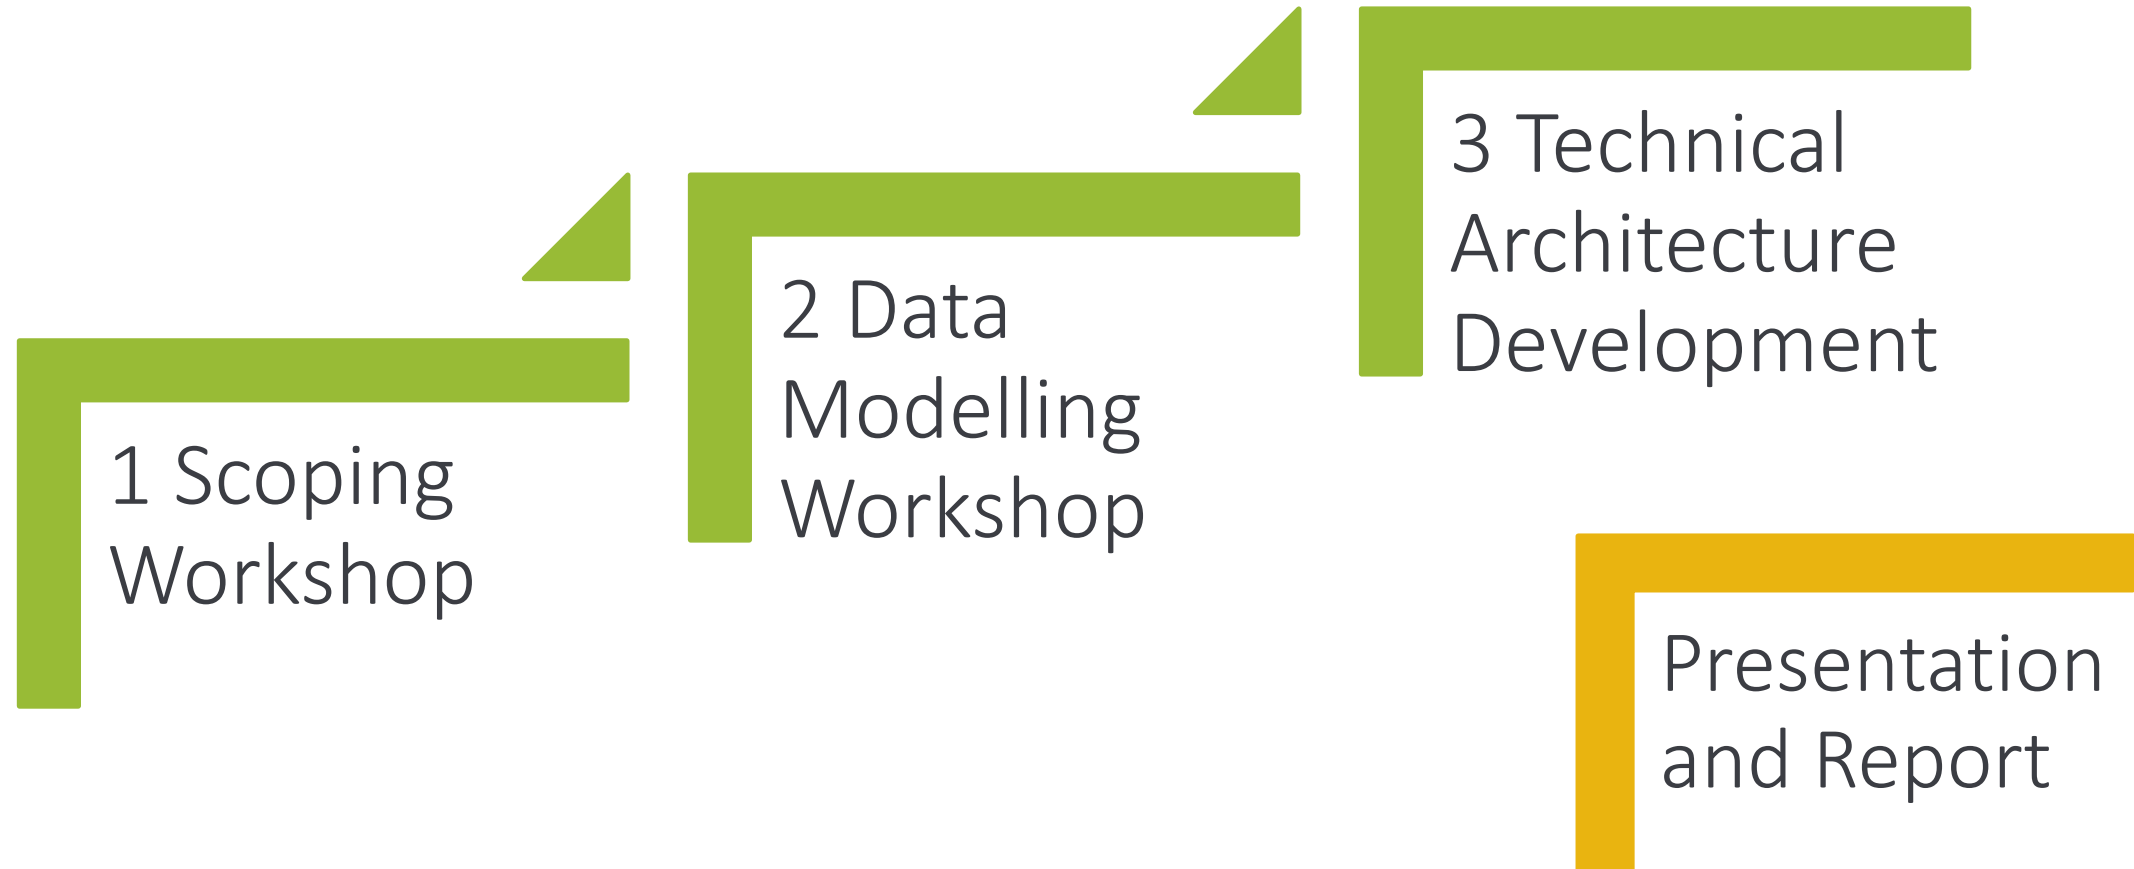 1 Scoping
Workshop
2 Data
Modelling
Workshop
3 Technical
Architecture
Development
Presentation
and Report